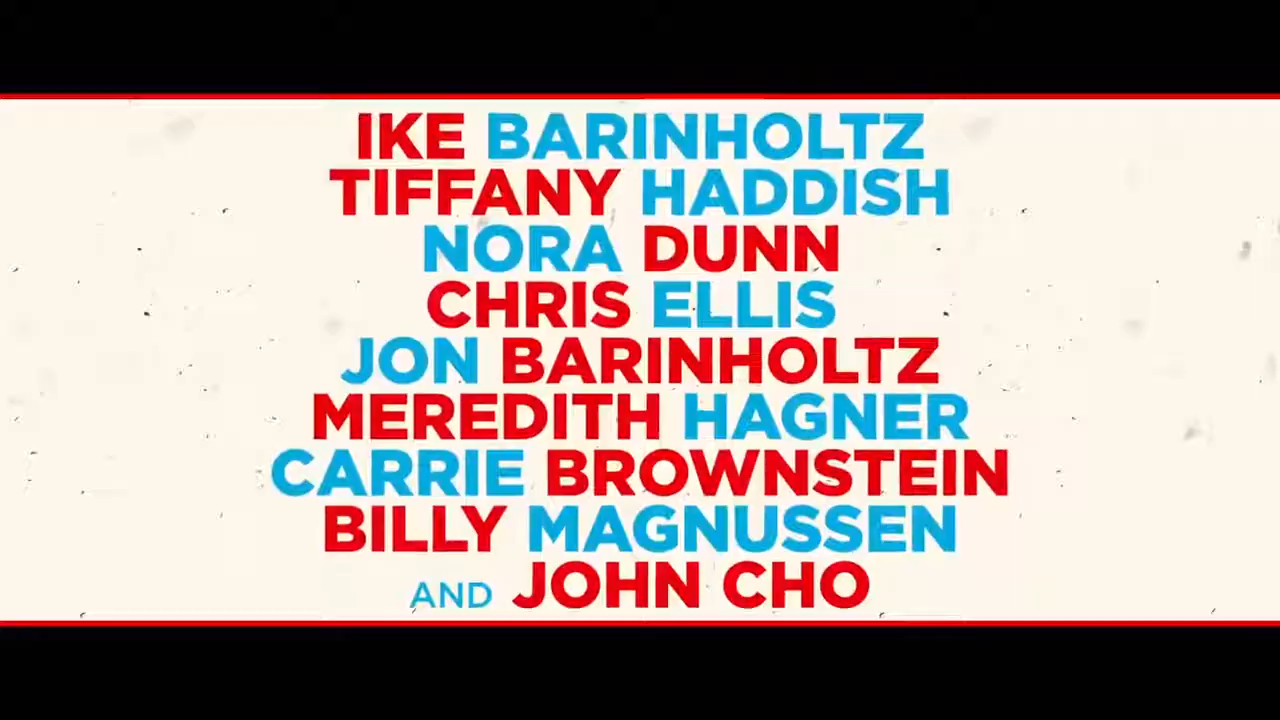 IKE BARINHOLTZ
TIFFANY HADDISH
NORA DUNN
CHRIS ELLIS
JON BARINHOLTZ
MEREDITH HAGNER
CARRIE BROWNSTEIN
BILLY MAGNUSSEN
AND JOHN CHO